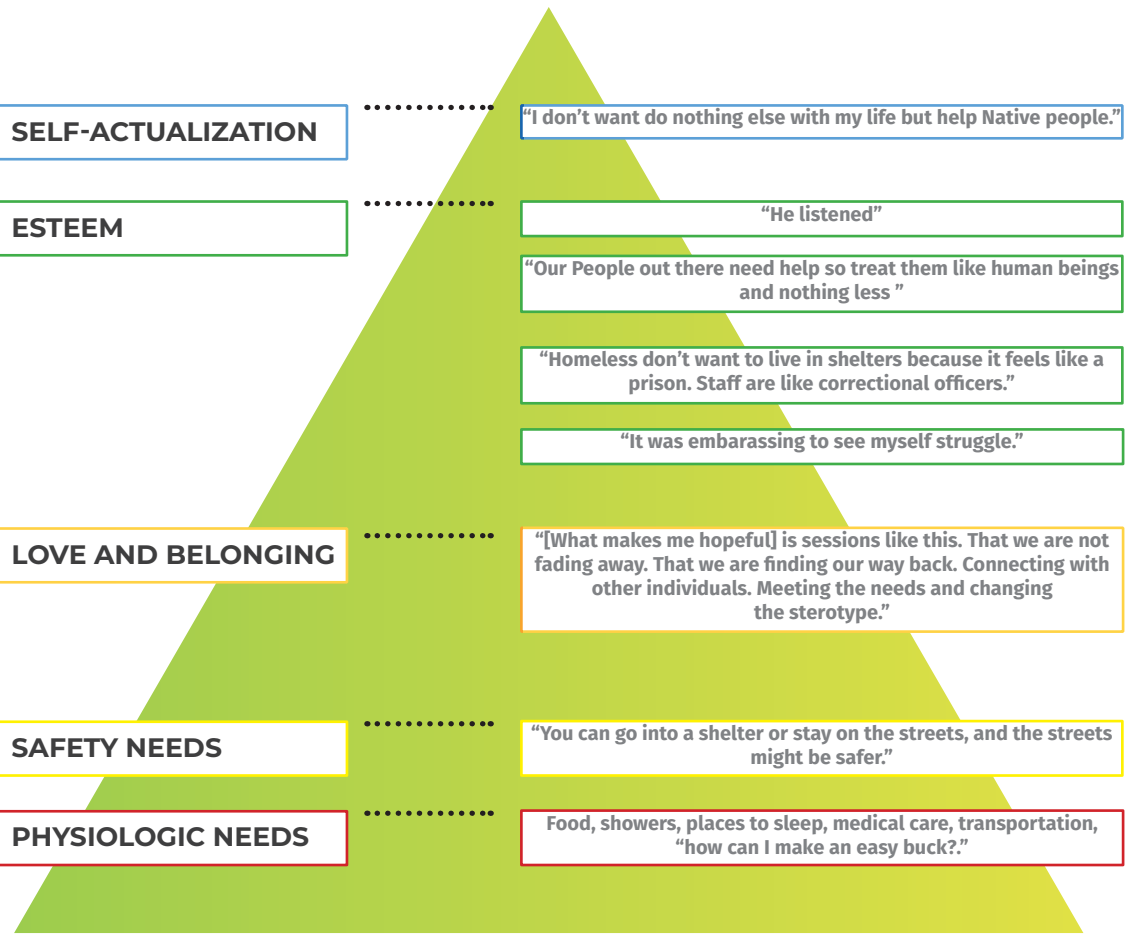 SELF-ACTUALIZATION
“I don’t want do nothing else with my life but help Native people.”
ESTEEM
“He listened”
“Our People out there need help so treat them like human beings
and nothing less ”
“Homeless don’t want to live in shelters because it feels like a
prison. Staff are like correctional officers.”
“It was embarassing to see myself struggle.”
LOVE AND BELONGING
“[What makes me hopeful] is sessions like this. That we are not
fading away. That we are finding our way back. Connecting with
other individuals. Meeting the needs and changing
the sterotype.”
SAFETY NEEDS
“You can go into a shelter or stay on the streets, and the streets
might be safer.”
PHYSIOLOGIC NEEDS
Food, showers, places to sleep, medical care, transportation,
“how can I make an easy buck?.”